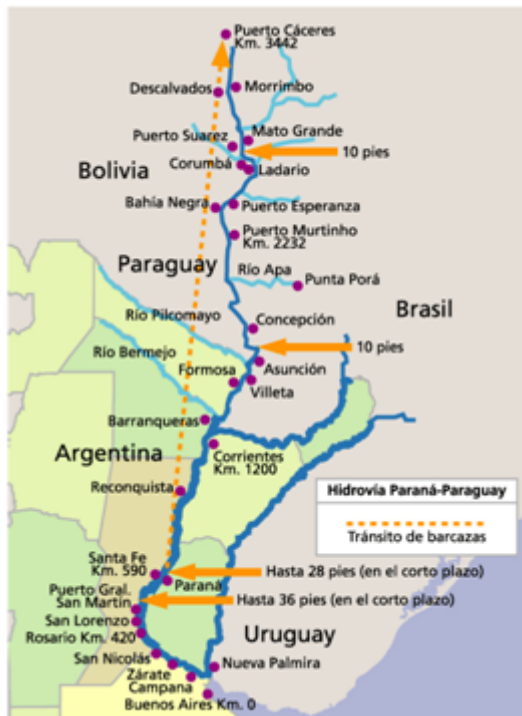 Puerto Cáceres
Km. 3442
Descalvados
Morrimbo
Puerto Suarez
Mato Grande
10 pies
Corumbá
Ladario
Bolivia
Bahía Negra
Puerto Esperanza
Puerto Murtinho
Km. 2232
Paraguay
Río Apa
Punta Porá
Brasil
Río Pilcomayo
Concepción
Río Bermejo
10 pies
Formosa
Asunción
Villeta
Barranqueras
Argentina
Corrientes
Km. 1200
Reconquista
Hidrovía Paraná-Paraguay
Tránsito de barcazas
Santa Fe
Km. 590
Paraná
Hasta 28 pies (en el corto plazo)
Puerto Gral.
San Martín
Hasta 36 pies (en el corto plazo)
San Lorenzo
Rosario Km. 420
Uruguay
San Nicolás
Nueva Palmira
Zárate
Campana
Buenos Aires Km. 0